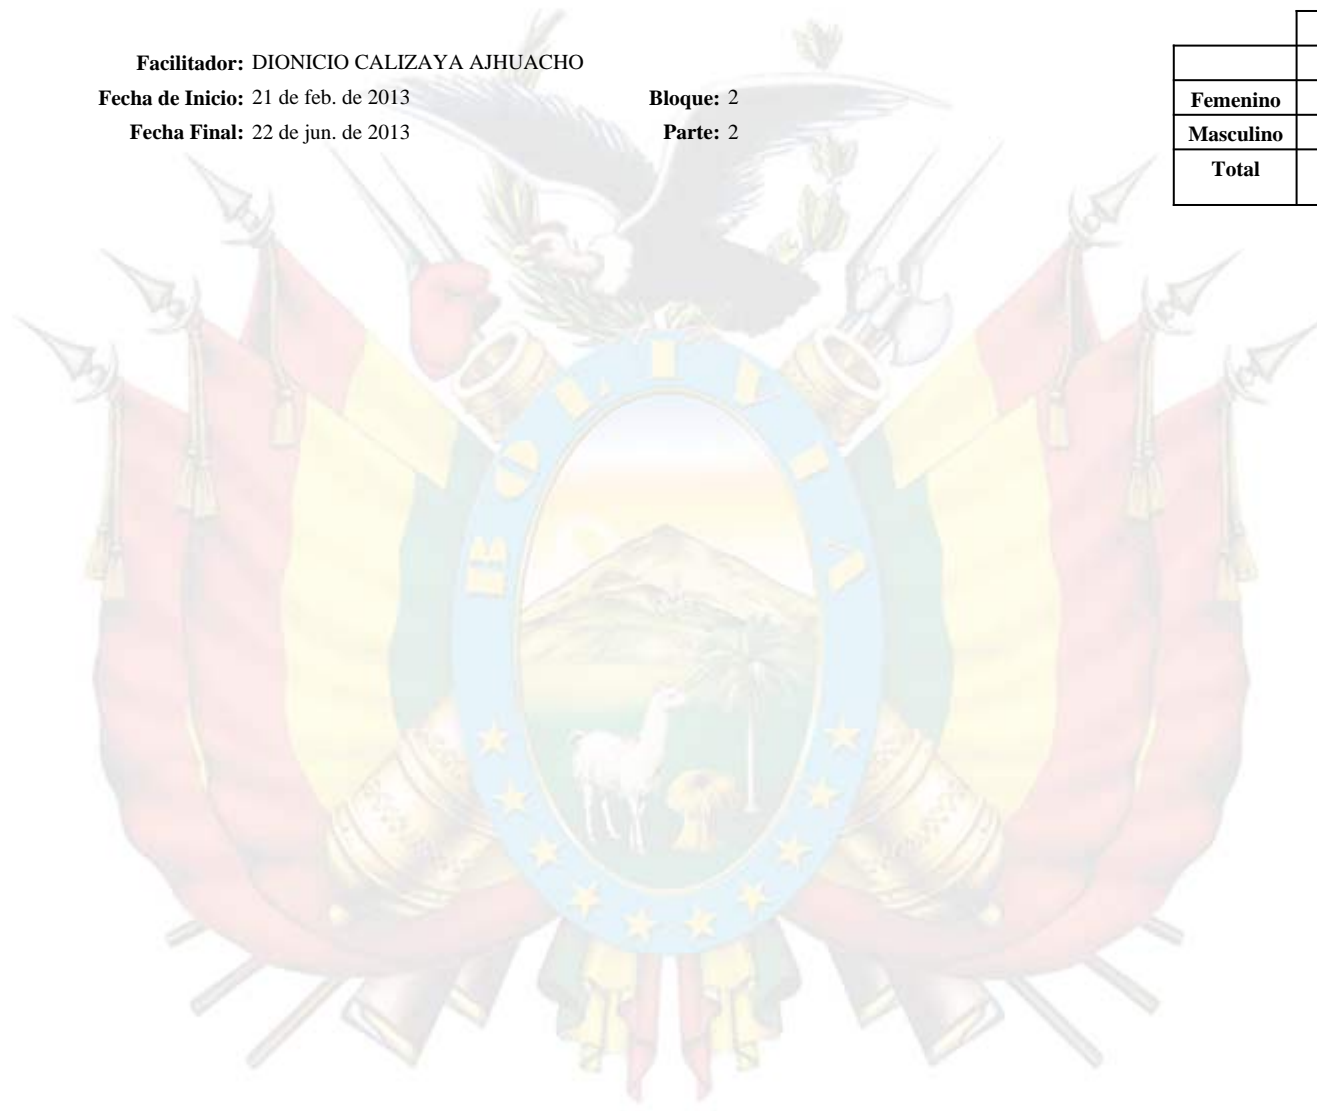 Facilitador: DIONICIO CALIZAYA AJHUACHO
Fecha de Inicio: 21 de feb. de 2013 Bloque: 2
Fecha Final: 22 de jun. de 2013 Parte: 2
Femenino
Masculino
Total
BOLIVIA